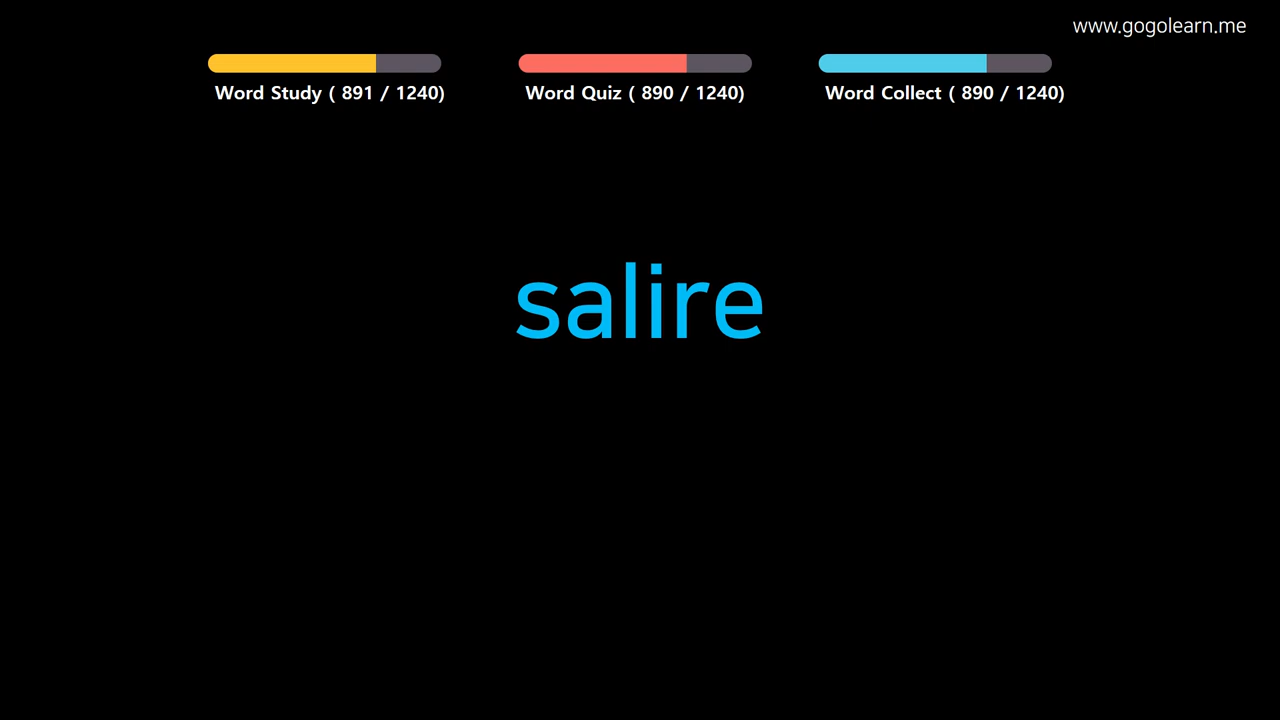 www.gogolearn.me
Word Study ( 891 / 1240)
Word Quiz ( 890 / 1240)
Word Collect ( 890 / 1240)
salire